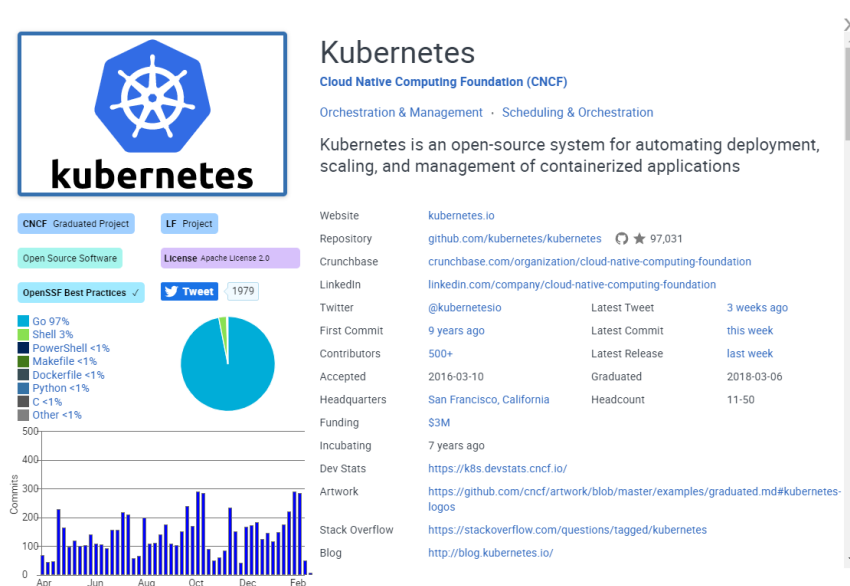 kubernetes
CNCF Graduated Project
LF Project
Open Source Software
License Apache License 2.0
OpenSSF Best Practices ✓
Tweet
1979
Go 97%
Shell 3%
PowerShell <1%
Makefile <1%
Dockerfile <1%
Python <1%
C <1%
Other <1%
Commits
500
400
300
200
100
0
Apr Jun Aug Oct Dec Feb
Kubernetes
Cloud Native Computing Foundation (CNCF)
Orchestration & Management · Scheduling & Orchestration
Kubernetes is an open-source system for automating deployment,
scaling, and management of containerized applications
Website kubernetes.io
Repository github.com/kubernetes/kubernetes ★ 97,031
Crunchbase crunchbase.com/organization/cloud-native-computing-foundation
LinkedIn linkedin.com/company/cloud-native-computing-foundation
Twitter @kubernetesio Latest Tweet 3 weeks ago
First Commit 9 years ago Latest Commit this week
Contributors 500+ Latest Release last week
Accepted 2016-03-10 Graduated 2018-03-06
Headquarters San Francisco, California Headcount 11-50
Funding $3M
Incubating 7 years ago
Dev Stats https://k8s.devstats.cncf.io/
Artwork https://github.com/cncf/artwork/blob/master/examples/graduated.md#kubernetes-
logos
Stack Overflow https://stackoverflow.com/questions/tagged/kubernetes
Blog http://blog.kubernetes.io/